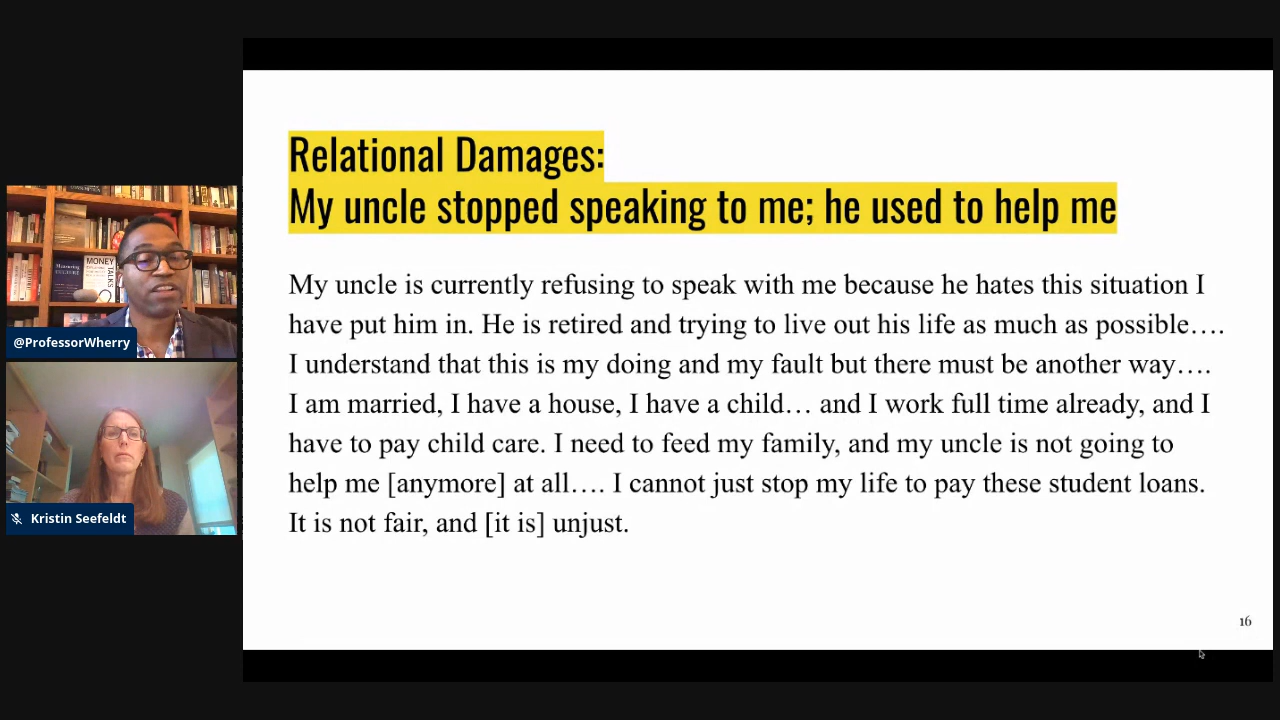 Relational Damages:
My uncle stopped speaking to me; he used to help me
My uncle is currently refusing to speak with me because he hates this situation I
have put him in. He is retired and trying to live out his life as much as possible….
I understand that this is my doing and my fault but there must be another way….
I am married, I have a house, I have a child… and I work full time already, and I
have to pay child care. I need to feed my family, and my uncle is not going to
help me [anymore] at all…. I cannot just stop my life to pay these student loans.
It is not fair, and [it is] unjust.
16
MONEY
TALKS
@ProfessorWherry
Kristin Seefeldt